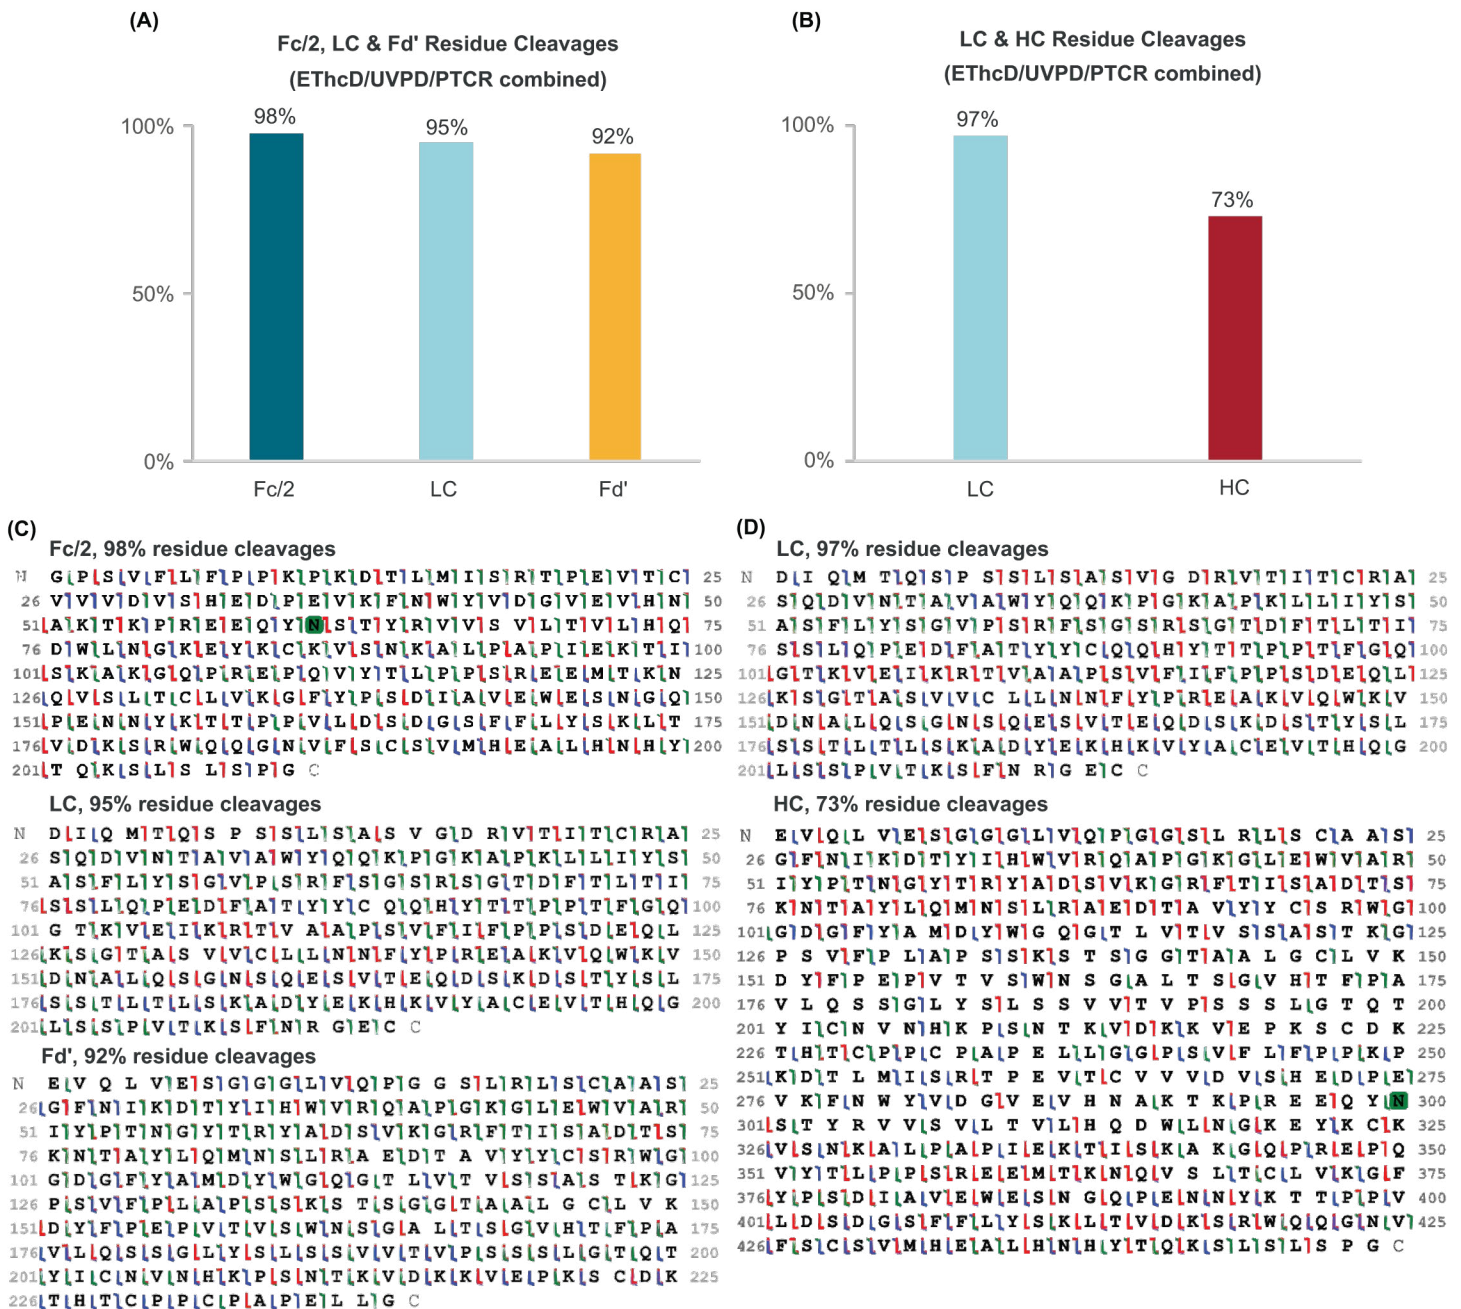 (A)
Fc/2, LC & Fd' Residue Cleavages
(EThcD/UVPD/PTCR combined)
98%
95%
92%
100%
50%
0%
Fc/2 LC Fd'
(B)
LC & HC Residue Cleavages
(EThcD/UVPD/PTCR combined)
97%
73%
100%
50%
0%
LC HC
(C)
Fc/2, 98% residue cleavages
N G P S V F L F P P K P K D T L M I S R T P E V T C 25
26 V V V D V S H E D P E V K F N W Y V D G V E V H N 50
51 A K T K P R E E Q Y N S T Y R V V S V L T V L H Q 75
76 D W L N G K E Y K C K V S N K A L P A P I E K T I 100
101 S K A K G Q P R E P Q V Y T L P P S R E E M T K N 125
126 Q V S L T C L V K G F Y P S D I A V E W E S N G Q 150
151 P E N N Y K T T P P V L D S D G S F F L Y S K L T 175
176 V D K S R W Q Q G N V F S C S V M H E A L H N H Y 200
201 T Q K S L S L S P G C
LC, 95% residue cleavages
N D I Q M T Q S P S S L S A S V G D R V T I T C R A 25
26 S Q D V N T A V A W Y Q Q K P G K A P K L L I Y S 50
51 A S F L Y S G V P S R F S G S R S G T D F T L T I 75
76 S S L Q P E D F A T Y Y C Q Q H Y T T P P T F G Q 100
101 G T K V E I K R T V A A P S V F I F P P S D E Q L 125
126 K S G T A S V V C L L N N F Y P R E A K V Q W K V 150
151 D N A L Q S G N S Q E S V T E Q D S K D S T Y S L 175
176 S S T L T L S K A D Y E K H K V Y A C E V T H Q G 200
201 L S S P V T K S F N R G E C C
Fd', 92% residue cleavages
N E V Q L V E S G G G L V Q P G G S L R L S C A A S 25
26 G F N I K D T Y I H W V R Q A P G K G L E W V A R 50
51 I Y P T N G Y T R Y A D S V K G R F T I S A D T S 75
76 K N T A Y L Q M N S L R A E D T A V Y Y C S R W G 100
101 G D G F Y A M D Y W G Q G T L V T V S S A S T K G 125
126 P S V F P L A P S S K S T S G G T A A L G C L V K 150
151 D Y F P E P V T V S W N S G A L T S G V H T F P A 175
176 V L Q S S G L Y S L S S V V T V P S S S L G T Q T 200
201 Y I C N V N H K P S N T K V D K K V E P K S C D K 225
226 T H T C P P C P A P E L L G C
(D)
LC, 97% residue cleavages
N D I Q M T Q S P S S L S A S V G D R V T I T C R A 25
26 S Q D V N T A V A W Y Q Q K P G K A P K L L I Y S 50
51 A S F L Y S G V P S R F S G S R S G T D F T L T I 75
76 S S L Q P E D F A T Y Y C Q Q H Y T T P P T F G Q 100
101 G T K V E I K R T V A A P S V F I F P P S D E Q L 125
126 K S G T A S V V C L L N N F Y P R E A K V Q W K V 150
151 D N A L Q S G N S Q E S V T E Q D S K D S T Y S L 175
176 S S T L T L S K A D Y E K H K V Y A C E V T H Q G 200
201 L S S P V T K S F N R G E C C
HC, 73% residue cleavages
N E V Q L V E S G G G L V Q P G G S L R L S C A A S 25
26 G F N I K D T Y I H W V R Q A P G K G L E W V A R 50
51 I Y P T N G Y T R Y A D S V K G R F T I S A D T S 75
76 K N T A Y L Q M N S L R A E D T A V Y Y C S R W G 100
101 G D G F Y A M D Y W G Q G T L V T V S S A S T K G 125
126 P S V F P L A P S S K S T S G G T A A L G C L V K 150
151 D Y F P E P V T V S W N S G A L T S G V H T F P A 175
176 V L Q S S G L Y S L S S V V T V P S S S L G T Q T 200
201 Y I C N V N H K P S N T K V D K K V E P K S C D K 225
226 T H T C P P C P A P E L L G G P S V F L F P P K P 250
251 K D T L M I S R T P E V T C V V V D V S H E D P E 275
276 V K F N W Y V D G V E V H N A K T K P R E E Q Y N 300
301 S T Y R V V S V L T V L H Q D W L N G K E Y K C K 325
326 V S N K A L P A P I E K T I S K A K G Q P R E P Q 350
351 V Y T L P P S R E E M T K N Q V S L T C L V K G F 375
376 Y P S D I A V E W E S N G Q P E N N Y K T T P P V 400
401 L D S D G S F F L Y S K L T V D K S R W Q Q G N V 425
426 F S C S V M H E A L H N H Y T Q K S L S L S P G C